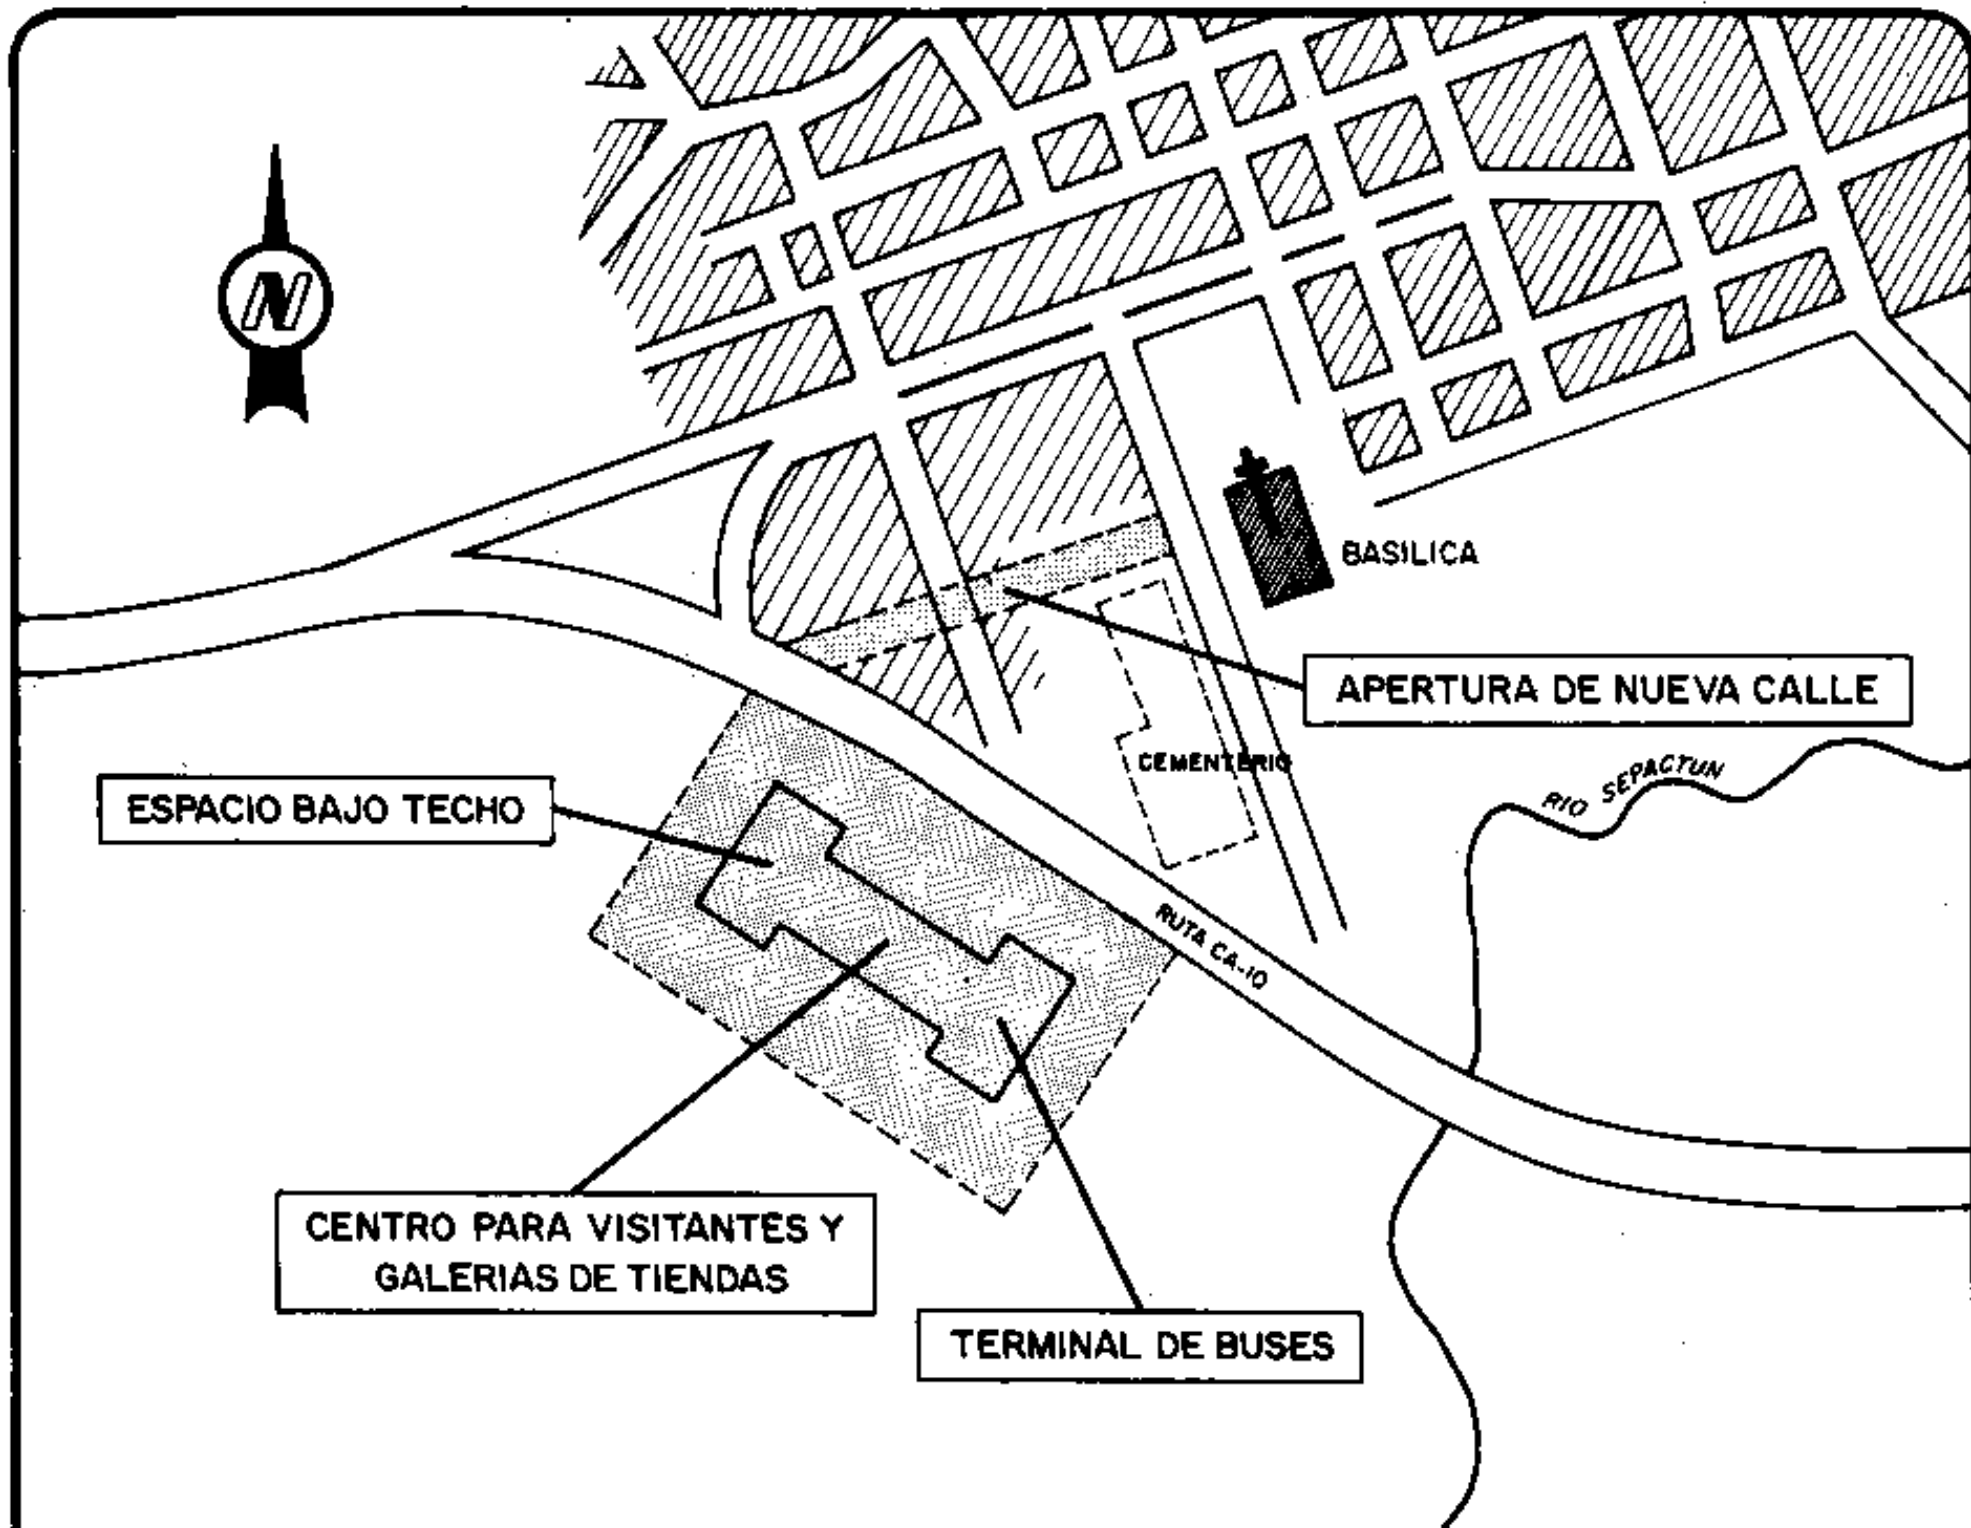 N
BASILICA
APERTURA DE NUEVA CALLE
CEMENTERIO
RIO SEPACTUN
ESPACIO BAJO TECHO
RUTA CA-10
CENTRO PARA VISITANTES Y
GALERIAS DE TIENDAS
TERMINAL DE BUSES